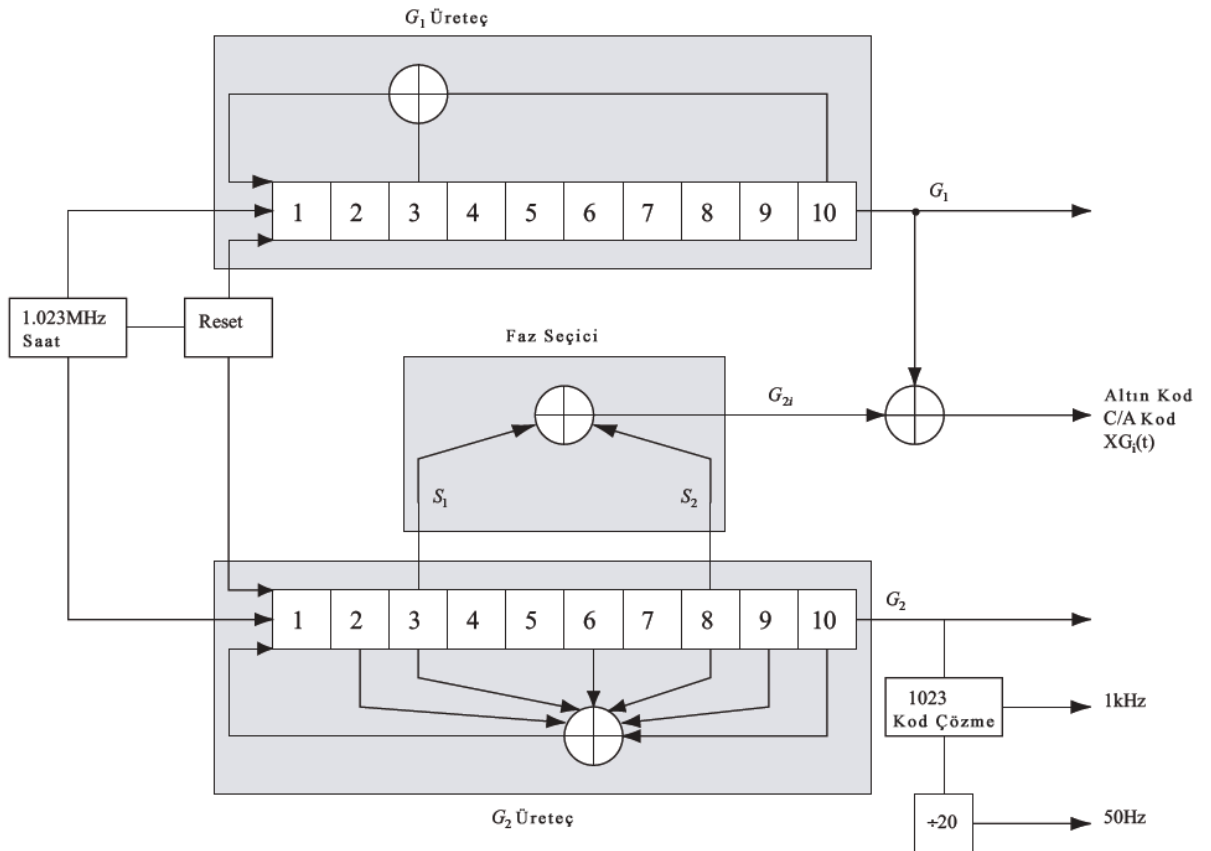 G₁ Üreteç
1 2 3 4 5 6 7 8 9 10
G₁
1.023MHz
Saat
Reset
Faz Seçici
G₂ᵢ
S₁
S₂
Altın Kod
C/A Kod
XGᵢ(t)
1 2 3 4 5 6 7 8 9 10
G₂
1023
Kod Çözme
1kHz
÷20
50Hz
G₂ Üreteç